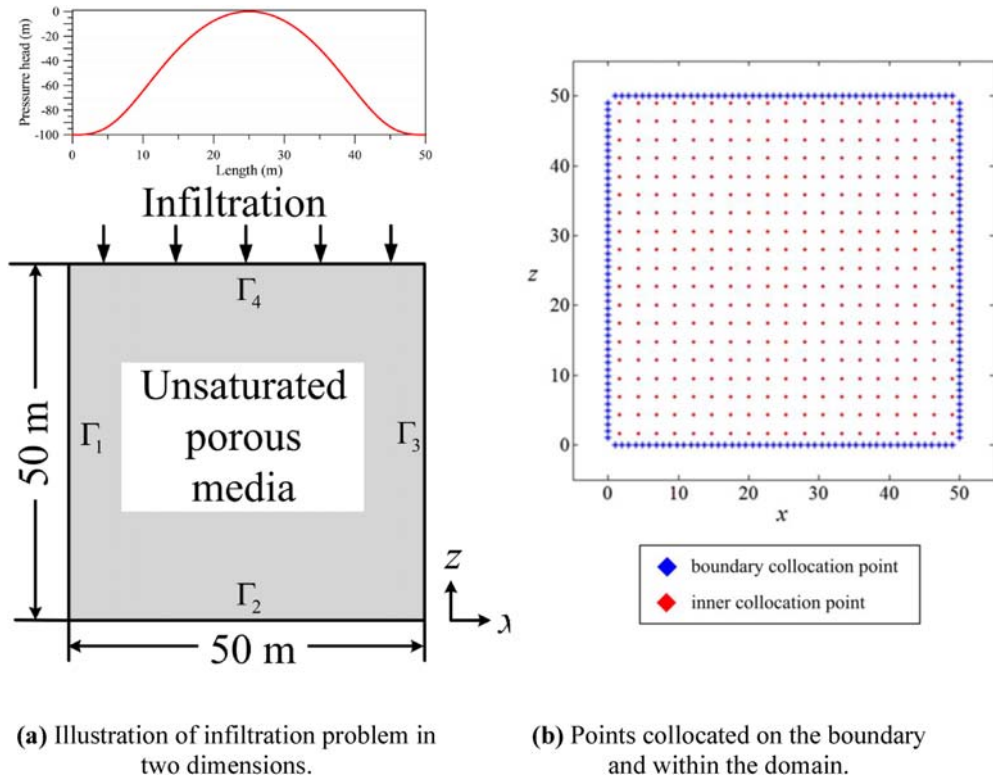 0
-20
-40
-60
-80
-100
Pressurre head (m)
0 10 20 30 40 50
Length (m)
Infiltration
Γ4
Unsaturated
porous
media
Γ1
Γ3
50 m
Γ2
z
50 m
50
40
30
20
10
0
z
0 10 20 30 40 50
x
boundary collocation point
inner collocation point
(a) Illustration of infiltration problem in
two dimensions.
(b) Points collocated on the boundary
and within the domain.